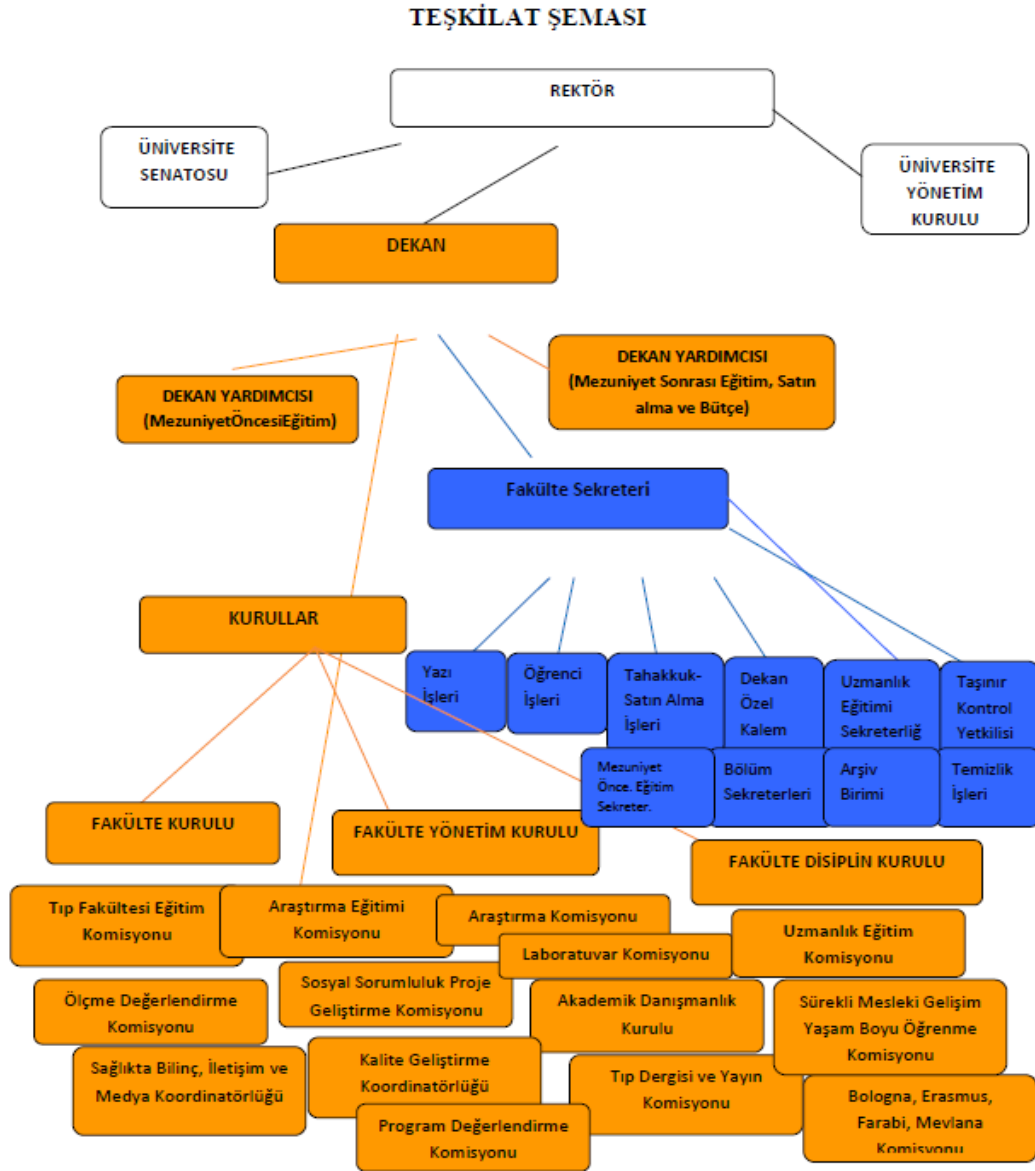 TEŞKİLAT ŞEMASI
REKTÖR
ÜNİVERSİTE
SENATOSU
ÜNİVERSİTE
YÖNETİM
KURULU
DEKAN
DEKAN YARDIMCISI
(MezuniyetÖncesiEğitim)
DEKAN YARDIMCISI
(Mezuniyet Sonrası Eğitim, Satın
alma ve Bütçe)
Fakülte Sekreteri
KURULLAR
Yazı
İşleri
Öğrenci
İşleri
Tahakkuk-
Satın Alma
İşleri
Dekan
Özel
Kalem
Uzmanlık
Eğitimi
Sekreterliğ
Taşınır
Kontrol
Yetkilisi
Mezuniyet
Önce. Eğitim
Sekreter.
Bölüm
Sekreterleri
Arşiv
Birimi
Temizlik
İşleri
FAKÜLTE KURULU
FAKÜLTE YÖNETİM KURULU
FAKÜLTE DİSİPLİN KURULU
Tıp Fakültesi Eğitim
Komisyonu
Araştırma Eğitimi
Komisyonu
Araştırma Komisyonu
Laboratuvar Komisyonu
Uzmanlık Eğitim
Komisyonu
Ölçme Değerlendirme
Komisyonu
Sosyal Sorumluluk Proje
Geliştirme Komisyonu
Akademik Danışmanlık
Kurulu
Sürekli Mesleki Gelişim
Yaşam Boyu Öğrenme
Komisyonu
Sağlıkta Bilinç, İletişim ve
Medya Koordinatörlüğü
Kalite Geliştirme
Koordinatörlüğü
Tıp Dergisi ve Yayın
Komisyonu
Program Değerlendirme
Komisyonu
Bologna, Erasmus,
Farabi, Mevlana
Komisyonu